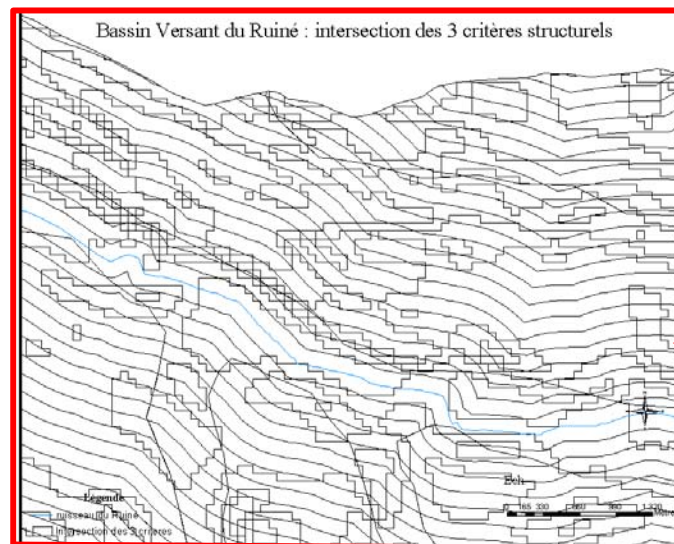 Bassin Versant du Ruiné : intersection des 3 critères structurels
Ech
Légende
ruisseau du Ruiné
Intersection des 3 critères
0 165 330 660 990 1 320